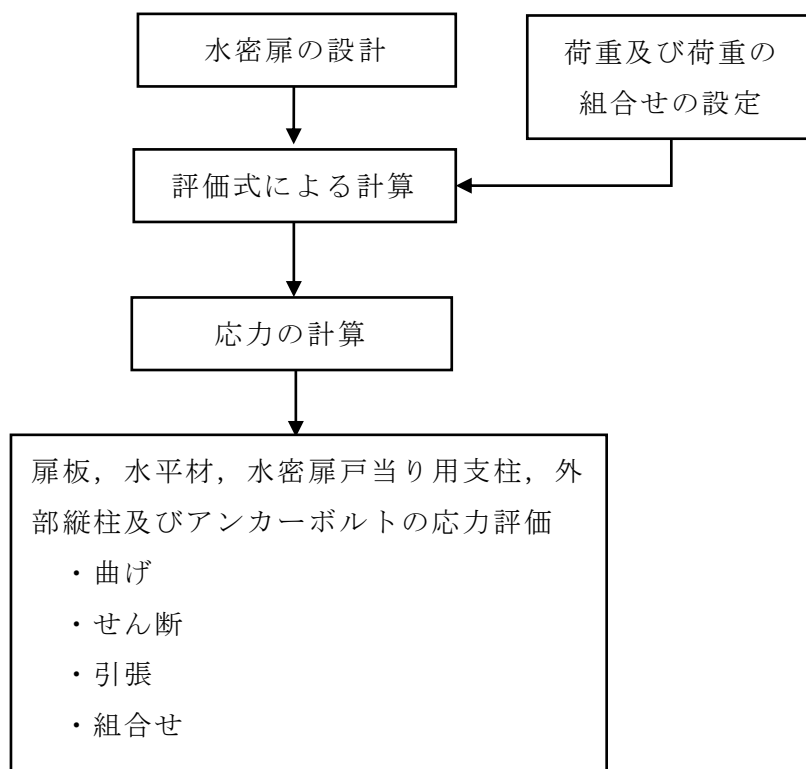 水密扉の設計
荷重及び荷重の
組合せの設定
評価式による計算
応力の計算
扉板，水平材，水密扉戸当り用支柱，外
部縦柱及びアンカーボルトの応力評価
・曲げ
・せん断
・引張
・組合せ